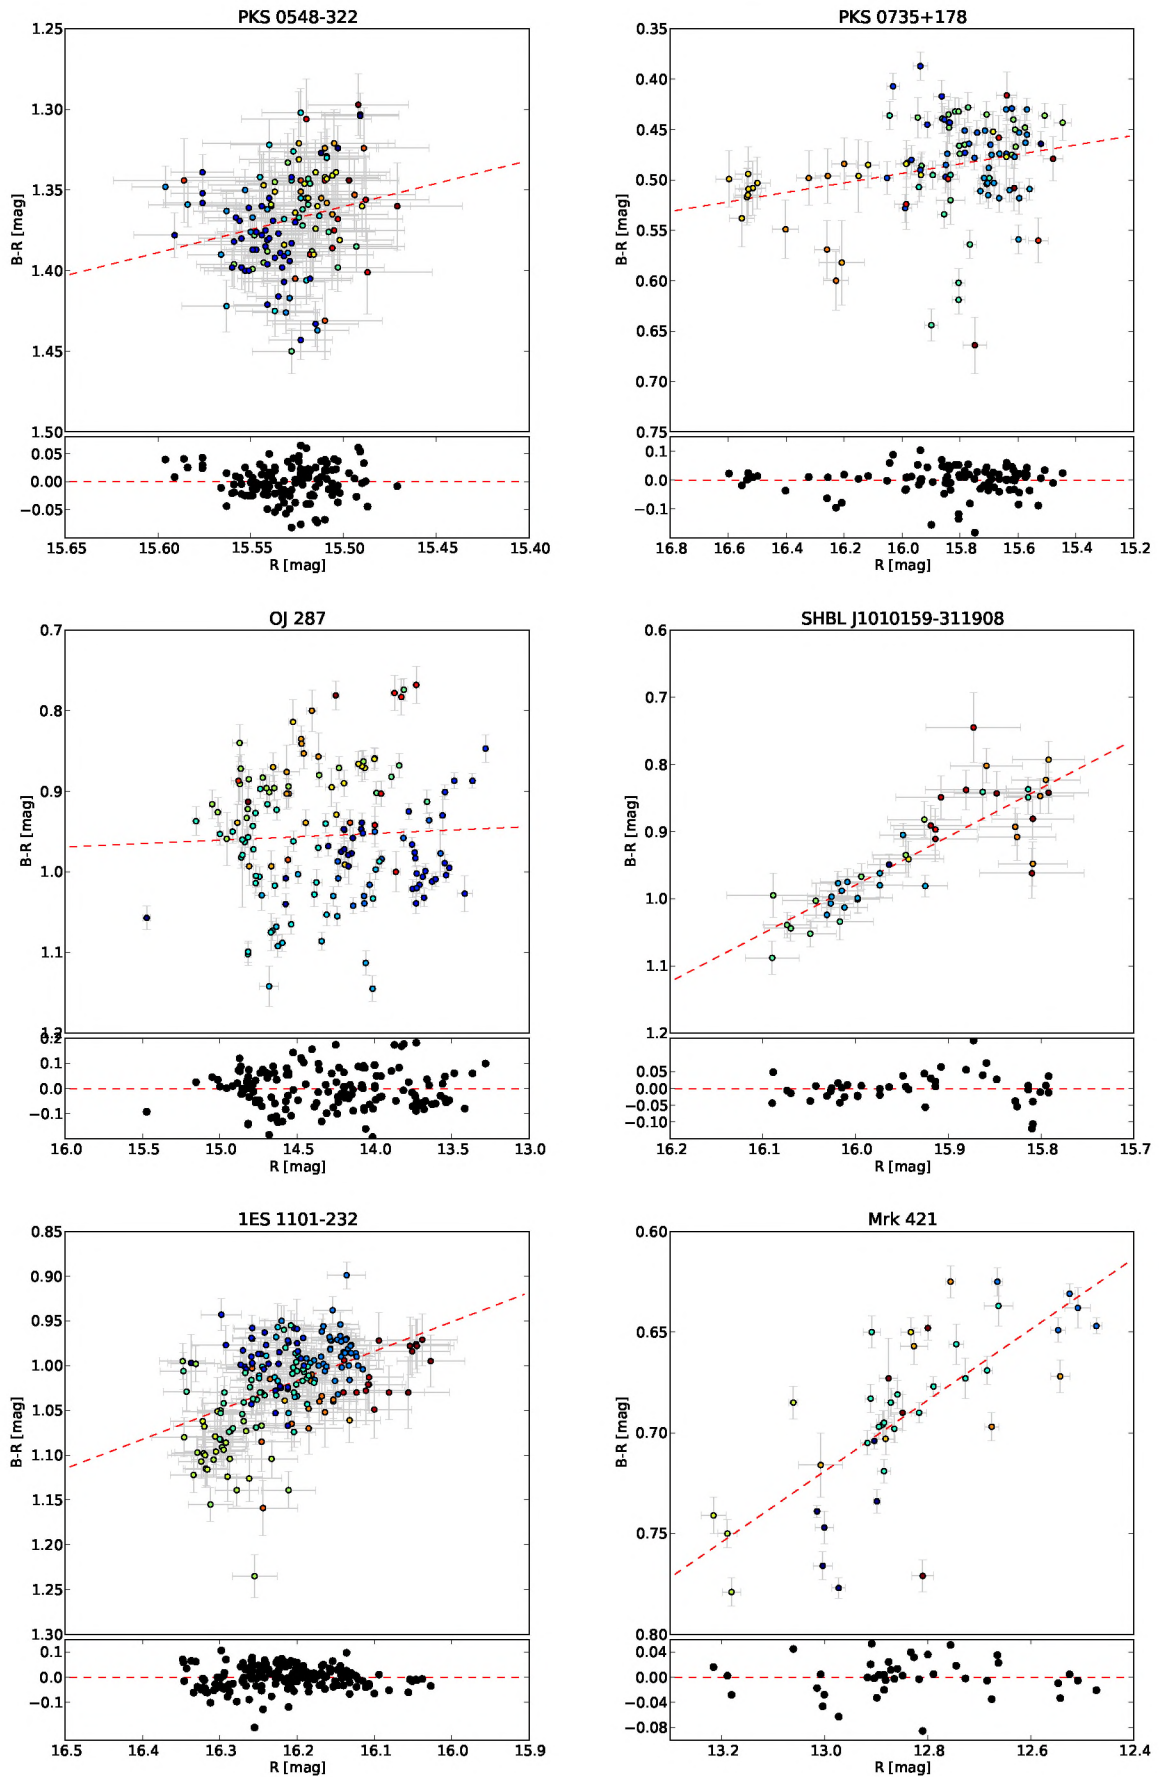 PKS 0548-322
1.25
1.30
1.35
1.40
1.45
1.50
B-R [mag]
0.05
0.00
−0.05
15.65 15.60 15.55 15.50 15.45 15.40
R [mag]
PKS 0735+178
0.35
0.40
0.45
0.50
0.55
0.60
0.65
0.70
0.75
B-R [mag]
0.1
0.0
−0.1
16.8 16.6 16.4 16.2 16.0 15.8 15.6 15.4 15.2
R [mag]
OJ 287
0.7
0.8
0.9
1.0
1.1
1.2
B-R [mag]
0.2
0.1
0.0
−0.1
16.0 15.5 15.0 14.5 14.0 13.5 13.0
R [mag]
SHBL J1010159-311908
0.6
0.7
0.8
0.9
1.0
1.1
1.2
B-R [mag]
0.05
0.00
−0.05
−0.10
16.2 16.1 16.0 15.9 15.8 15.7
R [mag]
1ES 1101-232
0.85
0.90
0.95
1.00
1.05
1.10
1.15
1.20
1.25
1.30
B-R [mag]
0.1
0.0
−0.1
16.5 16.4 16.3 16.2 16.1 16.0 15.9
R [mag]
Mrk 421
0.60
0.65
0.70
0.75
0.80
B-R [mag]
0.04
0.00
−0.04
−0.08
13.2 13.0 12.8 12.6 12.4
R [mag]